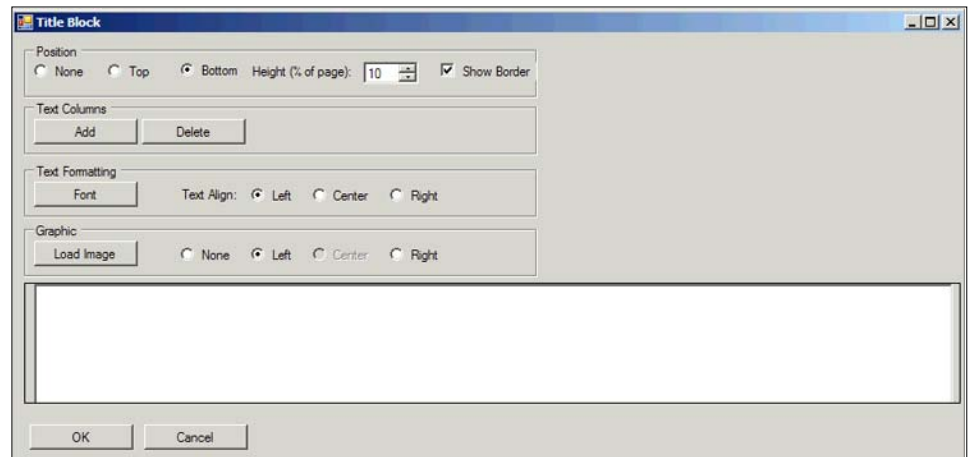 Title Block
Position
None Top Bottom Height (% of page): 10 Show Border
Text Columns
Add Delete
Text Formatting
Font Text Align: Left Center Right
Graphic
Load Image None Left Center Right
OK Cancel